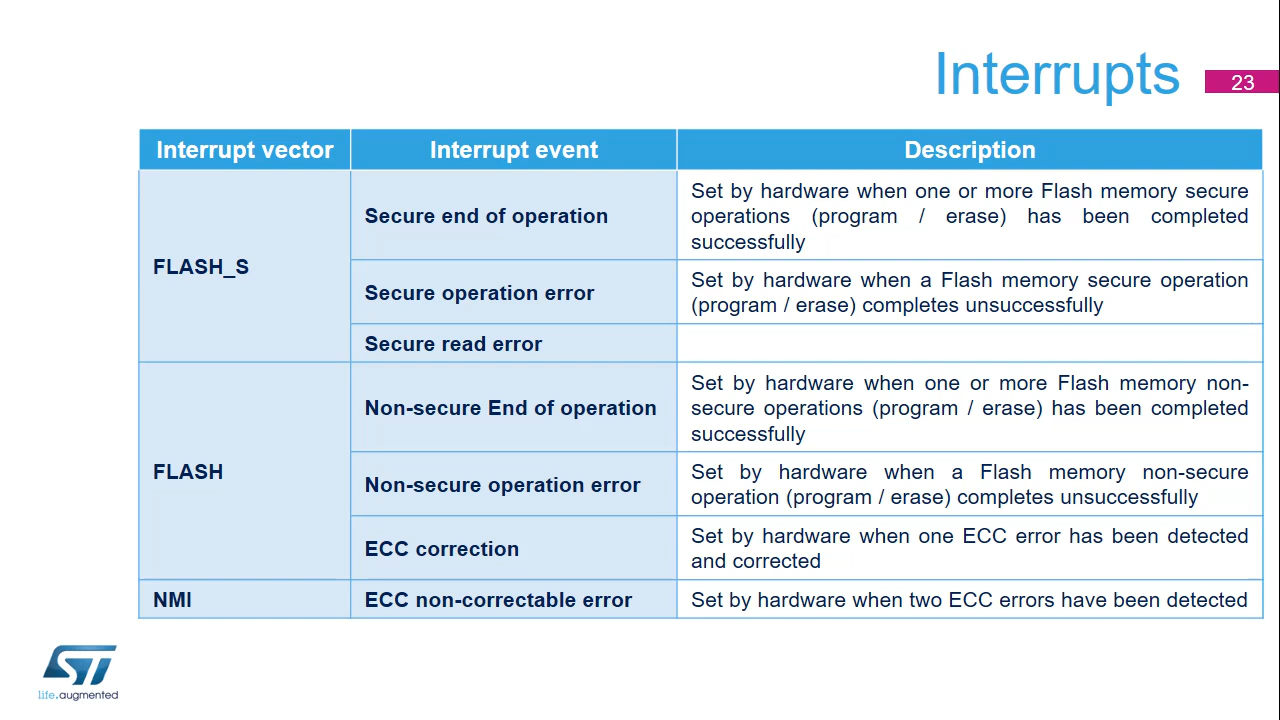 Interrupts
23
Interrupt vector
Interrupt event
Description
FLASH_S
Secure end of operation
Set by hardware when one or more Flash memory secure
operations (program / erase) has been completed
successfully
Secure operation error
Set by hardware when a Flash memory secure operation
(program / erase) completes unsuccessfully
Secure read error
FLASH
Non-secure End of operation
Set by hardware when one or more Flash memory non-
secure operations (program / erase) has been completed
successfully
Non-secure operation error
Set by hardware when a Flash memory non-secure
operation (program / erase) completes unsuccessfully
ECC correction
Set by hardware when one ECC error has been detected
and corrected
NMI
ECC non-correctable error
Set by hardware when two ECC errors have been detected
ST
life.augmented